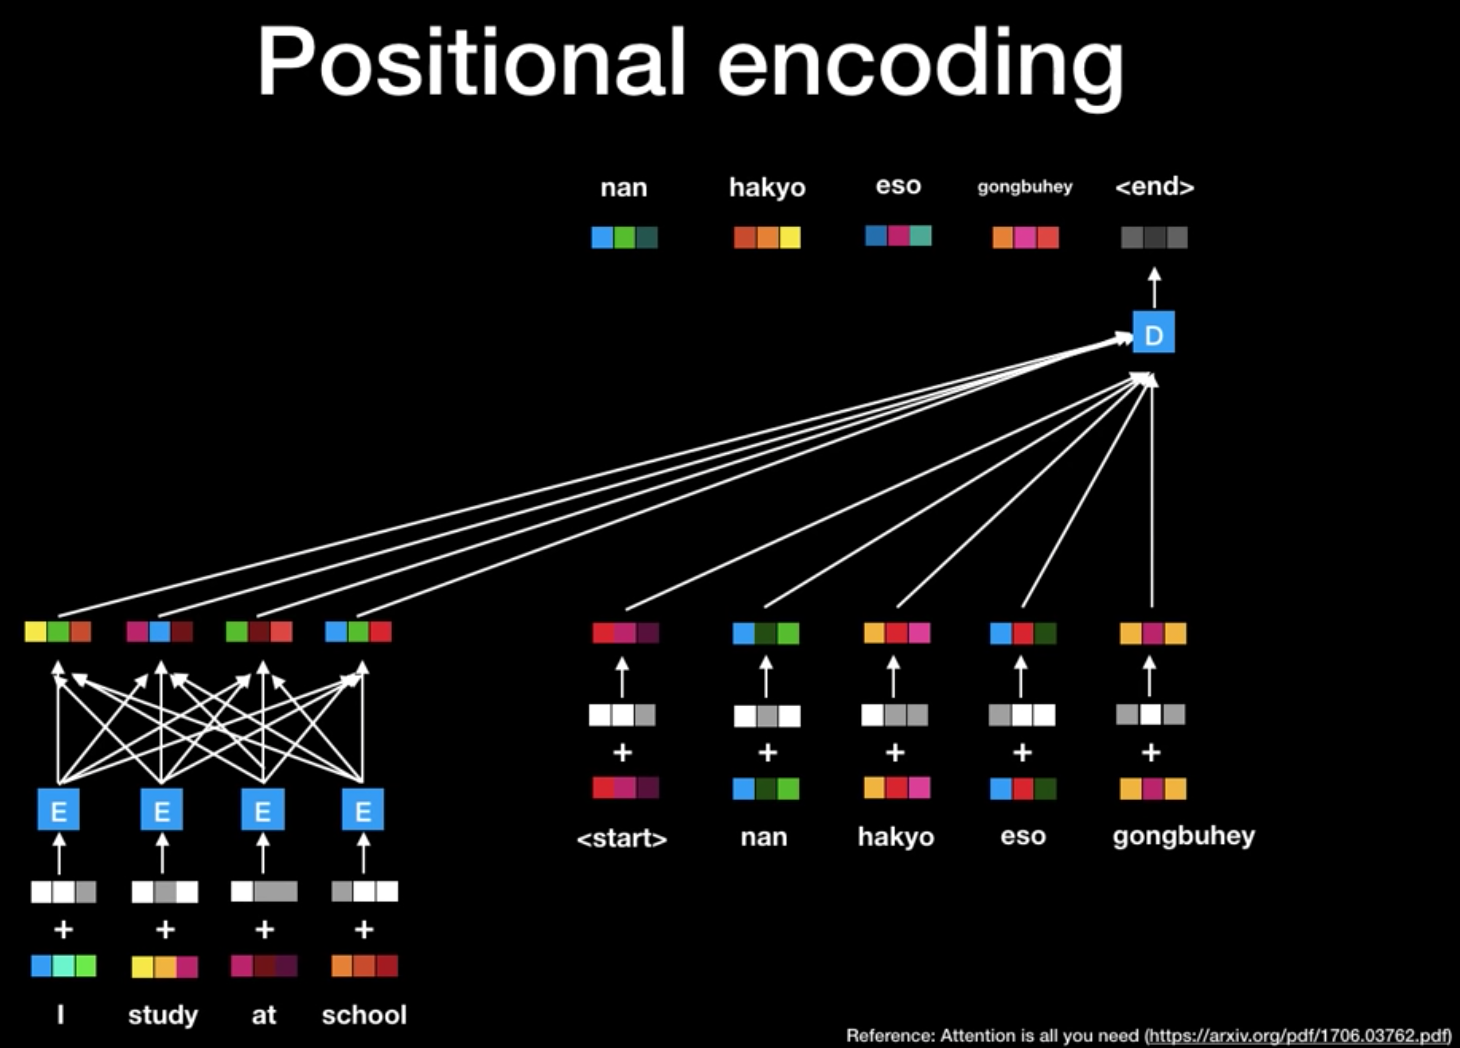 Positional encoding
nan hakyo eso gongbuhey <end>
D
E E E E
+ + + + +
<start> nan hakyo eso gongbuhey
+ + + +
I study at school
Reference: Attention is all you need (https://arxiv.org/pdf/1706.03762.pdf)